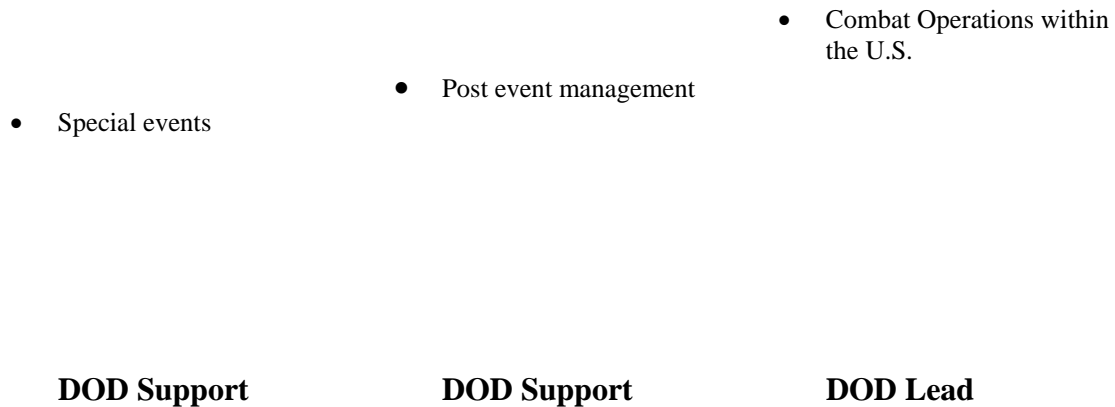 • Combat Operations within
the U.S.
• Post event management
• Special events
DOD Support
DOD Support
DOD Lead